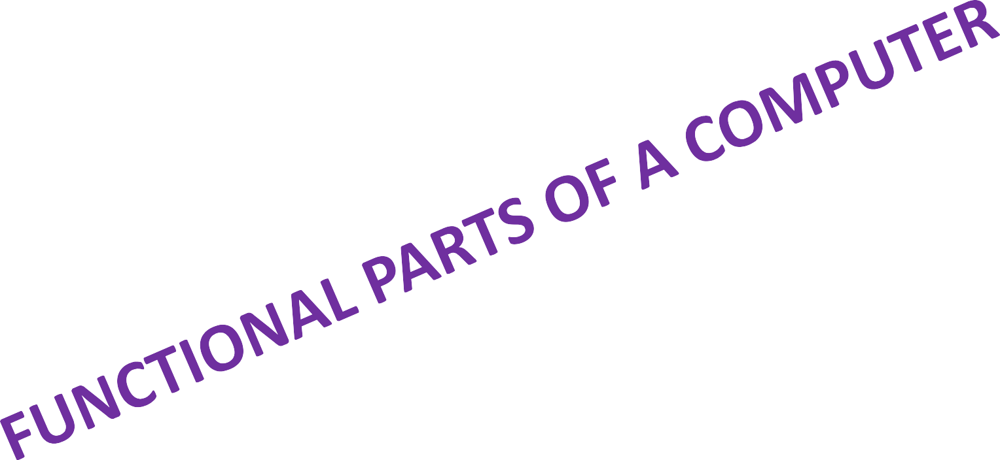 FUNCTIONAL PARTS OF A COMPUTER